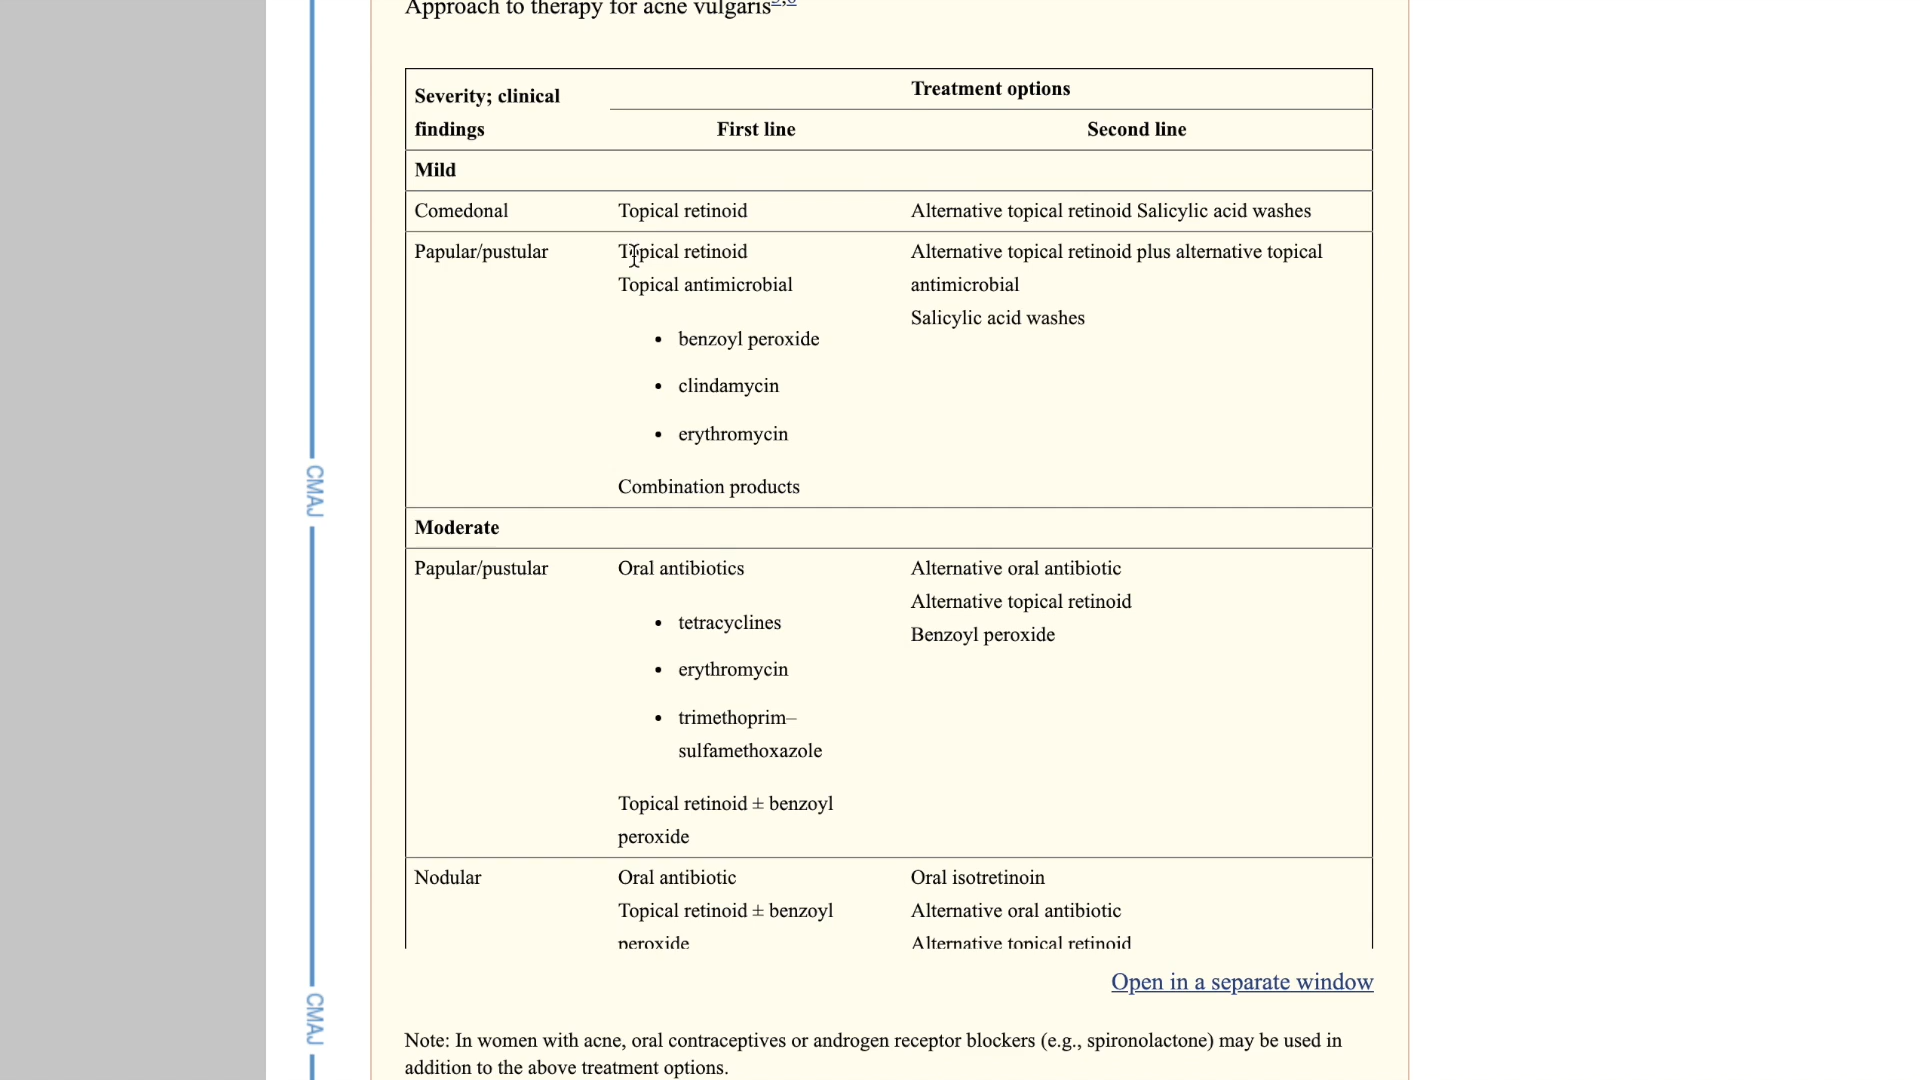 Approach to therapy for acne vulgaris
Severity; clinical findings
Treatment options
First line
Second line
Mild
Comedonal
Topical retinoid
Alternative topical retinoid Salicylic acid washes
Papular/pustular
Topical retinoid
Topical antimicrobial
• benzoyl peroxide
• clindamycin
• erythromycin
Combination products
Alternative topical retinoid plus alternative topical
antimicrobial
Salicylic acid washes
Moderate
Papular/pustular
Oral antibiotics
• tetracyclines
• erythromycin
• trimethoprim–
sulfamethoxazole
Topical retinoid ± benzoyl
peroxide
Alternative oral antibiotic
Alternative topical retinoid
Benzoyl peroxide
Nodular
Oral antibiotic
Topical retinoid ± benzoyl
peroxide
Oral isotretinoin
Alternative oral antibiotic
Alternative topical retinoid
Open in a separate window
Note: In women with acne, oral contraceptives or androgen receptor blockers (e.g., spironolactone) may be used in
addition to the above treatment options.
CMAJ
CMAJ